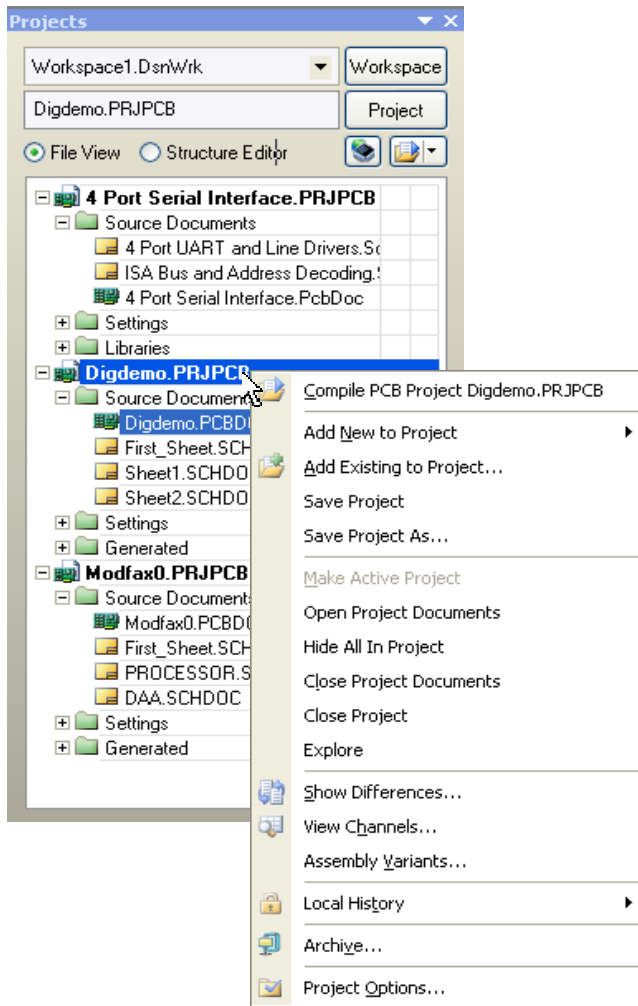 Projects
Workspace1.DsnWrk Workspace
Digdemo.PRJPCB Project
File View Structure Editor
4 Port Serial Interface.PRJPCB
Source Documents
4 Port UART and Line Drivers.Sc
ISA Bus and Address Decoding.
4 Port Serial Interface.PcbDoc
Settings
Libraries
Digdemo.PRJPCB
Source Document
Digdemo.PCBD
First_Sheet.SCH
Sheet1.SCHDO
Sheet2.SCHDO
Settings
Generated
Modfax0.PRJPCB
Source Document
Modfax0.PCBD
First_Sheet.SCH
PROCESSOR.S
DAA.SCHDOC
Settings
Generated
Compile PCB Project Digdemo.PRJPCB
Add New to Project
Add Existing to Project...
Save Project
Save Project As...
Make Active Project
Open Project Documents
Hide All In Project
Close Project Documents
Close Project
Explore
Show Differences...
View Channels...
Assembly Variants...
Local History
Archive...
Project Options...